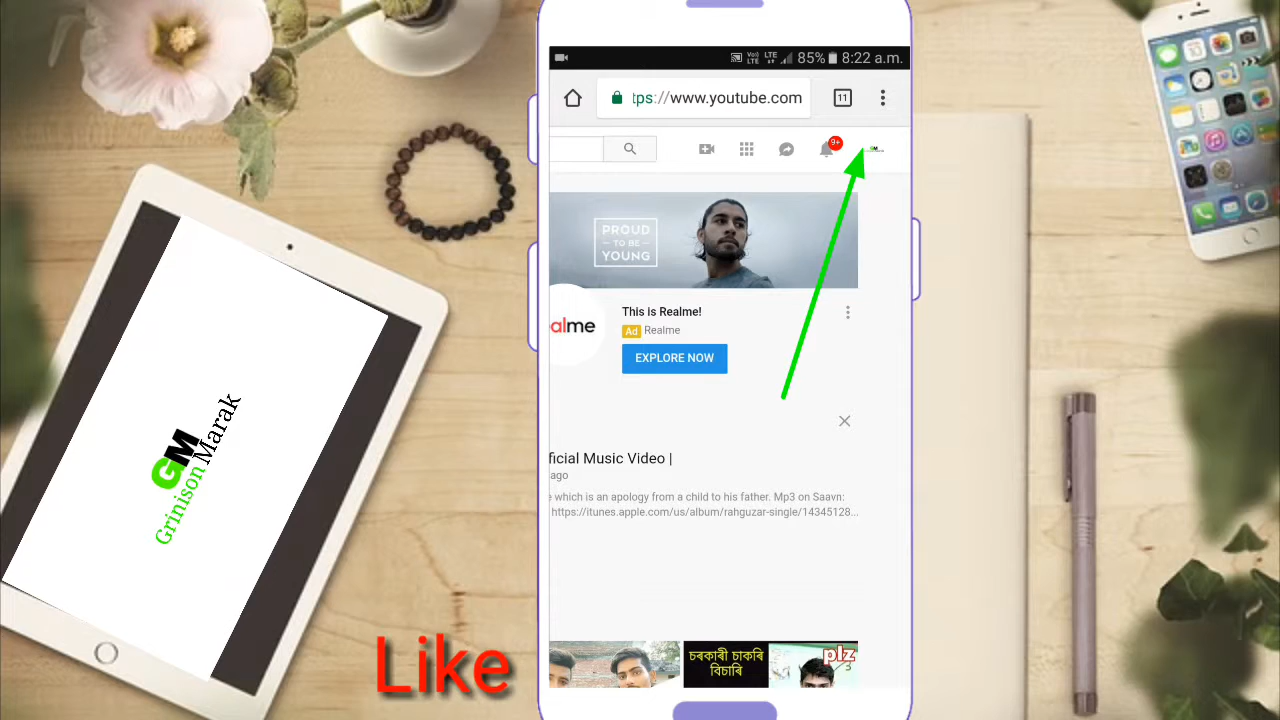 85% 8:22 a.m.
tps://www.youtube.com
11
9+
GM
PROUD
TO BE
YOUNG
This is Realme!
alme
Ad Realme
EXPLORE NOW
ficial Music Video |
ago
which is an apology from a child to his father. Mp3 on Saavn:
https://itunes.apple.com/us/album/rahguzar-single/14345128...
চৰকাৰী চাকৰি
বিচাৰি
plz
GM
Grinison Marak
Like